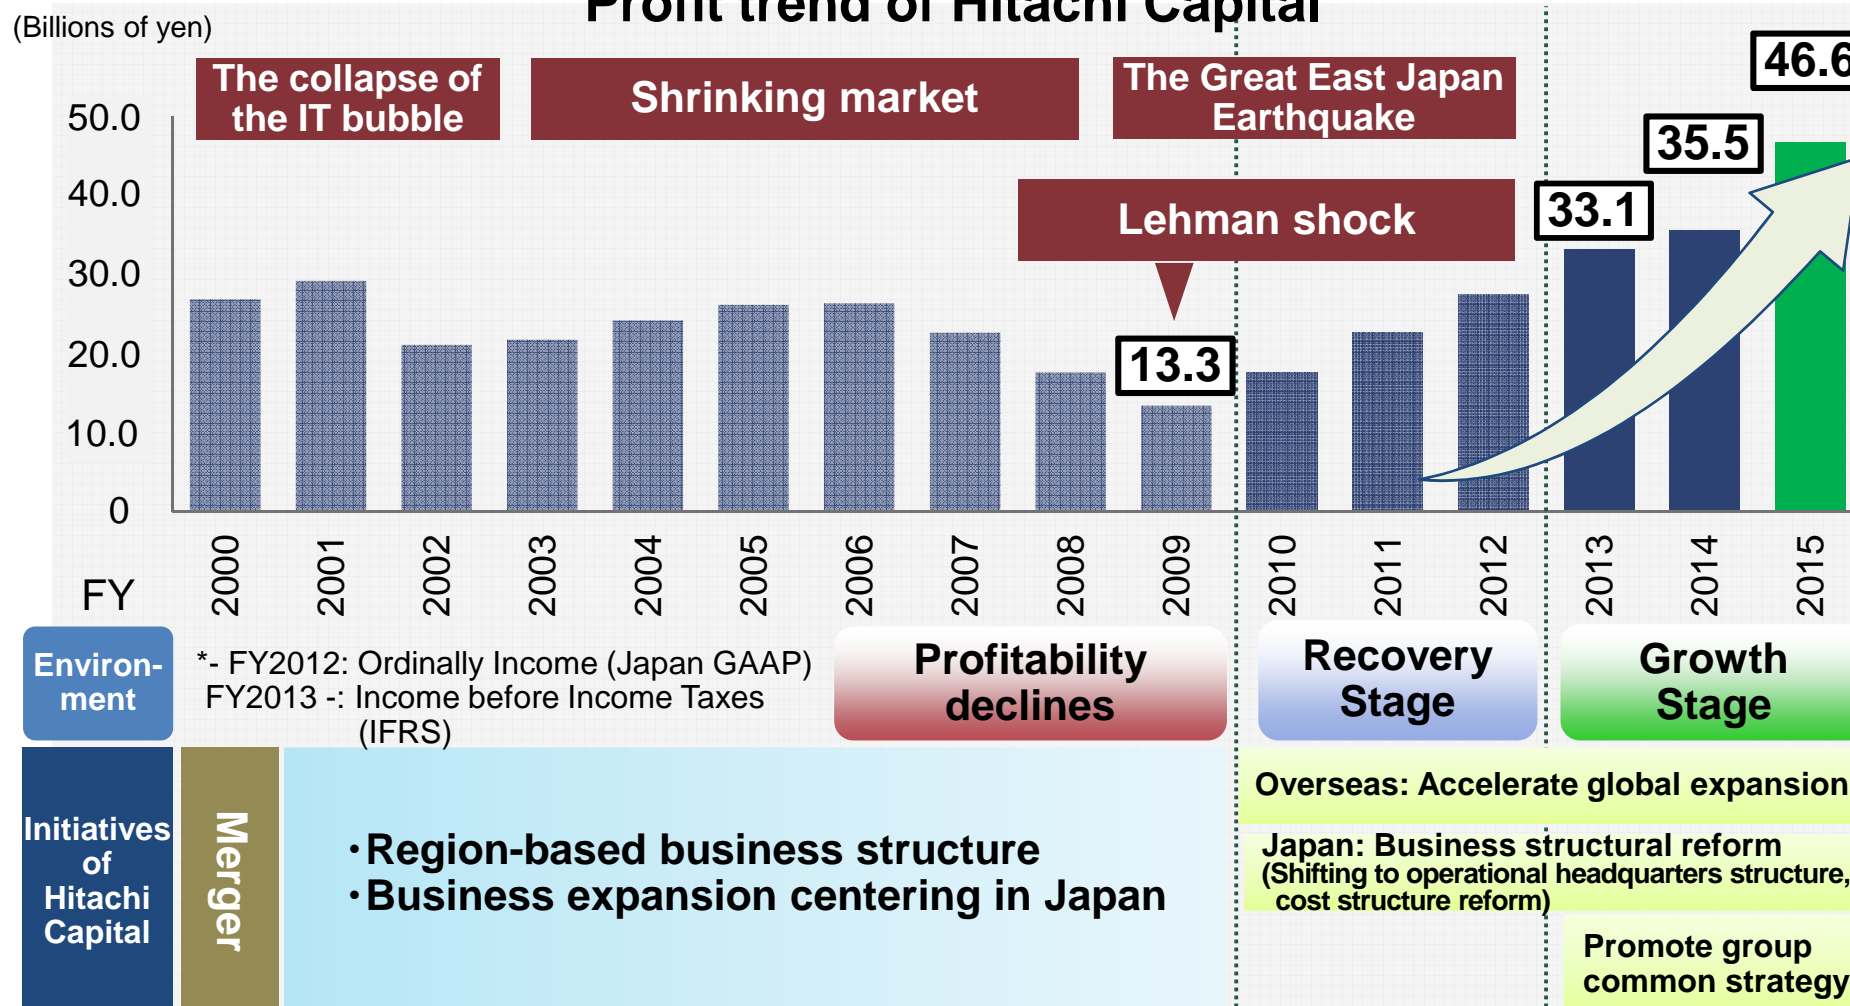 Profit trend of Hitachi Capital
(Billions of yen)
The collapse of
the IT bubble
Shrinking market
The Great East Japan
Earthquake
Lehman shock
46.6
35.5
33.1
13.3
50.0
40.0
30.0
20.0
10.0
0
FY
2000
2001
2002
2003
2004
2005
2006
2007
2008
2009
2010
2011
2012
2013
2014
2015
Environ-
ment
*- FY2012: Ordinally Income (Japan GAAP)
FY2013 -: Income before Income Taxes
(IFRS)
Profitability
declines
Recovery
Stage
Growth
Stage
Initiatives
of
Hitachi
Capital
Merger
・Region-based business structure
・Business expansion centering in Japan
Overseas: Accelerate global expansion
Japan: Business structural reform
(Shifting to operational headquarters structure,
cost structure reform)
Promote group
common strategy